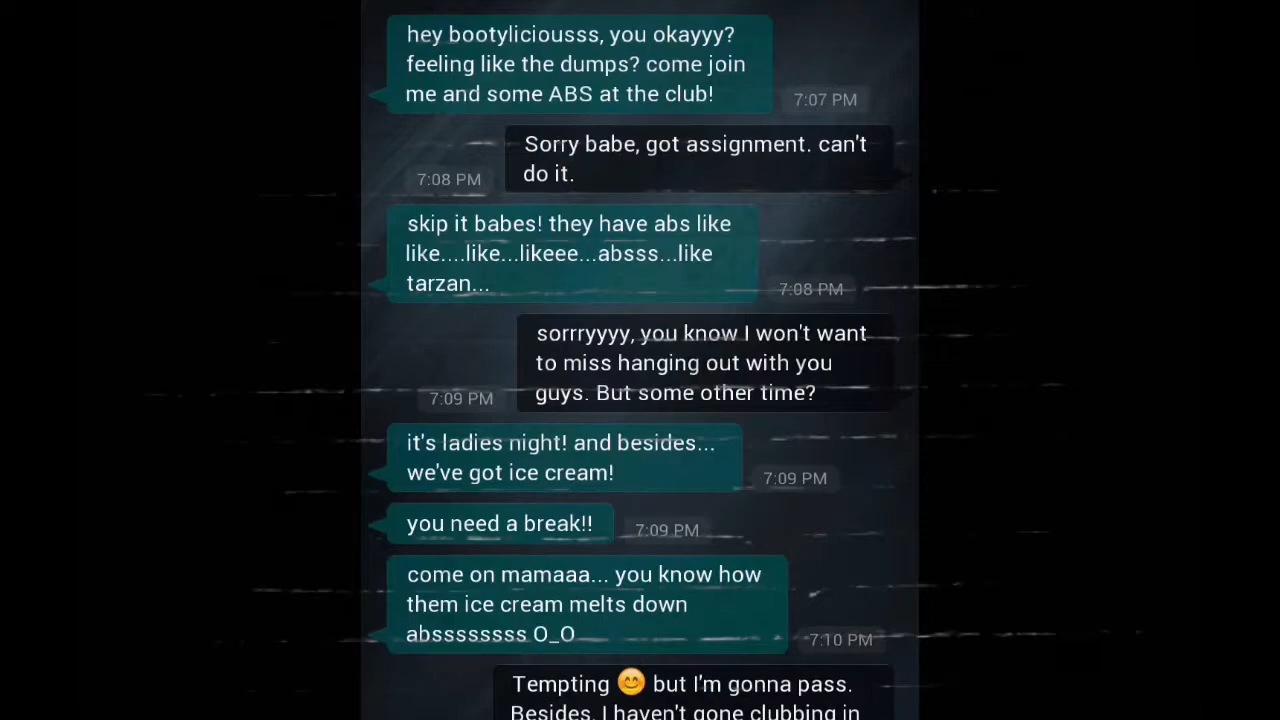 hey bootyliciousss, you okayyy?
feeling like the dumps? come join
me and some ABS at the club!
7:07 PM
Sorry babe, got assignment. can't
do it.
7:08 PM
skip it babes! they have abs like
like....like...likeee...absss...like
tarzan...
7:08 PM
sorrryyyy, you know I won't want
to miss hanging out with you
guys. But some other time?
7:09 PM
it's ladies night! and besides...
we've got ice cream!
7:09 PM
you need a break!!
7:09 PM
come on mamaaa... you know how
them ice cream melts down
abssssssss O_O
7:10 PM
Tempting 😊 but I'm gonna pass.
Besides, I haven't gone clubbing in